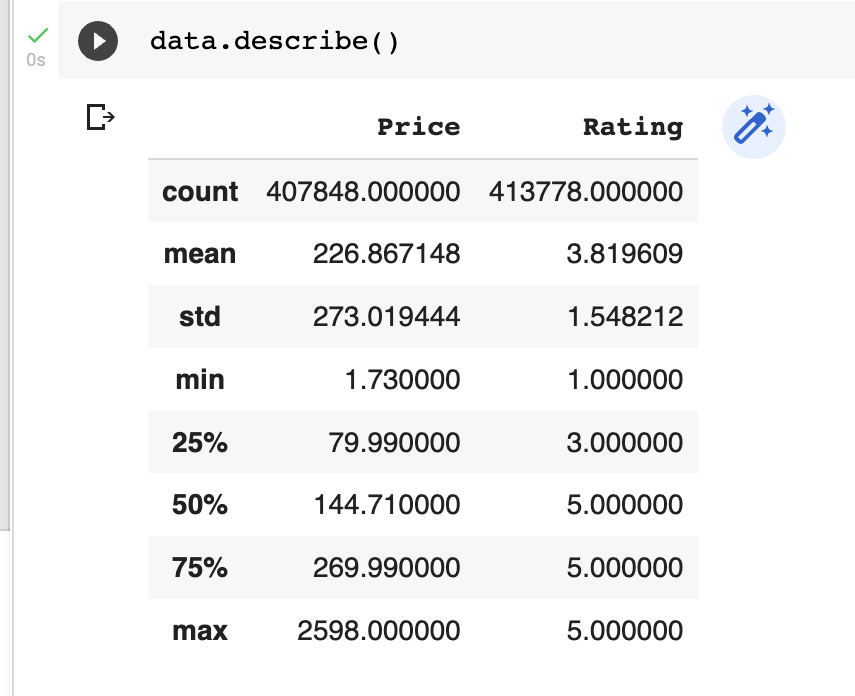 data.describe()
0s
Price Rating
count 407848.000000 413778.000000
mean 226.867148 3.819609
std 273.019444 1.548212
min 1.730000 1.000000
25% 79.990000 3.000000
50% 144.710000 5.000000
75% 269.990000 5.000000
max 2598.000000 5.000000